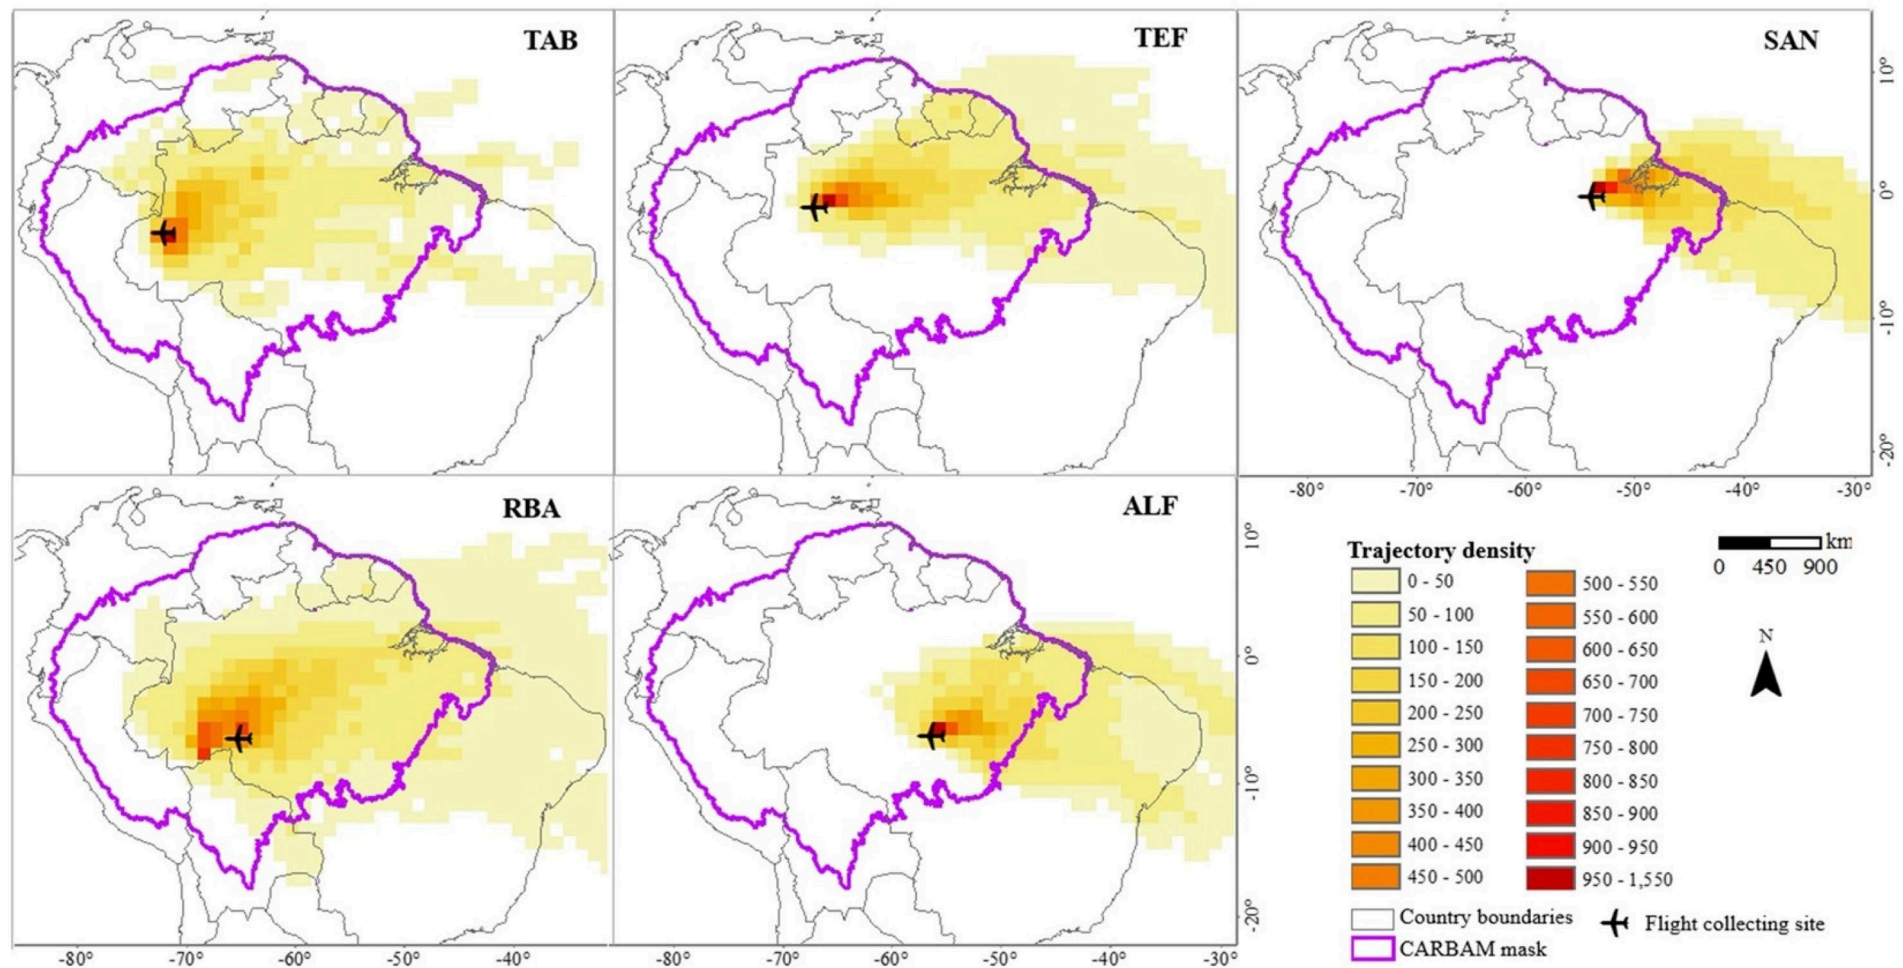 TAB
TEF
SAN
10°
0°
-10°
-20°
-80° -70° -60° -50° -40° -30°
RBA
ALF
10°
0°
-10°
-20°
-80° -70° -60° -50° -40°
-80° -70° -60° -50° -40° -30°
Trajectory density
0 - 50
50 - 100
100 - 150
150 - 200
200 - 250
250 - 300
300 - 350
350 - 400
400 - 450
450 - 500
500 - 550
550 - 600
600 - 650
650 - 700
700 - 750
750 - 800
800 - 850
850 - 900
900 - 950
950 - 1,550
Country boundaries
CARBAM mask
Flight collecting site
km
0 450 900
N